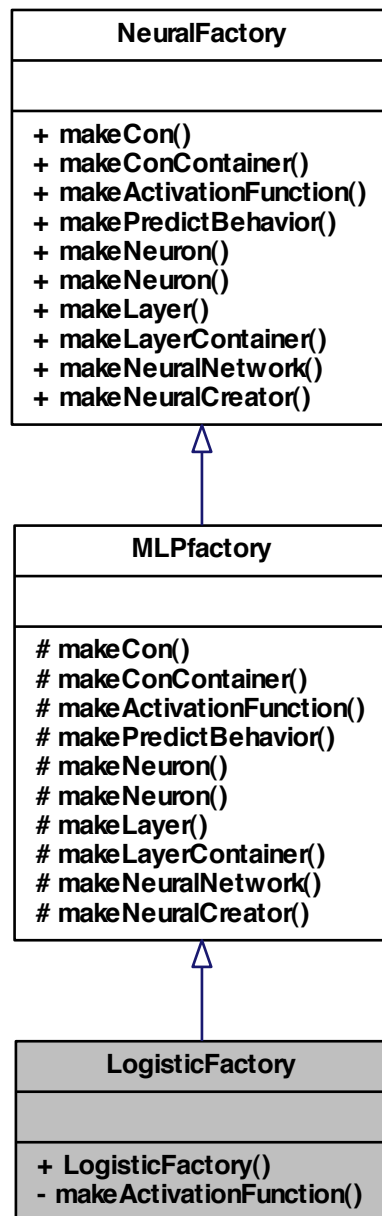 NeuralFactory
+ makeCon()
+ makeConContainer()
+ makeActivationFunction()
+ makePredictBehavior()
+ makeNeuron()
+ makeNeuron()
+ makeLayer()
+ makeLayerContainer()
+ makeNeuralNetwork()
+ makeNeuralCreator()
MLPfactory
# makeCon()
# makeConContainer()
# makeActivationFunction()
# makePredictBehavior()
# makeNeuron()
# makeNeuron()
# makeLayer()
# makeLayerContainer()
# makeNeuralNetwork()
# makeNeuralCreator()
LogisticFactory
+ LogisticFactory()
- makeActivationFunction()